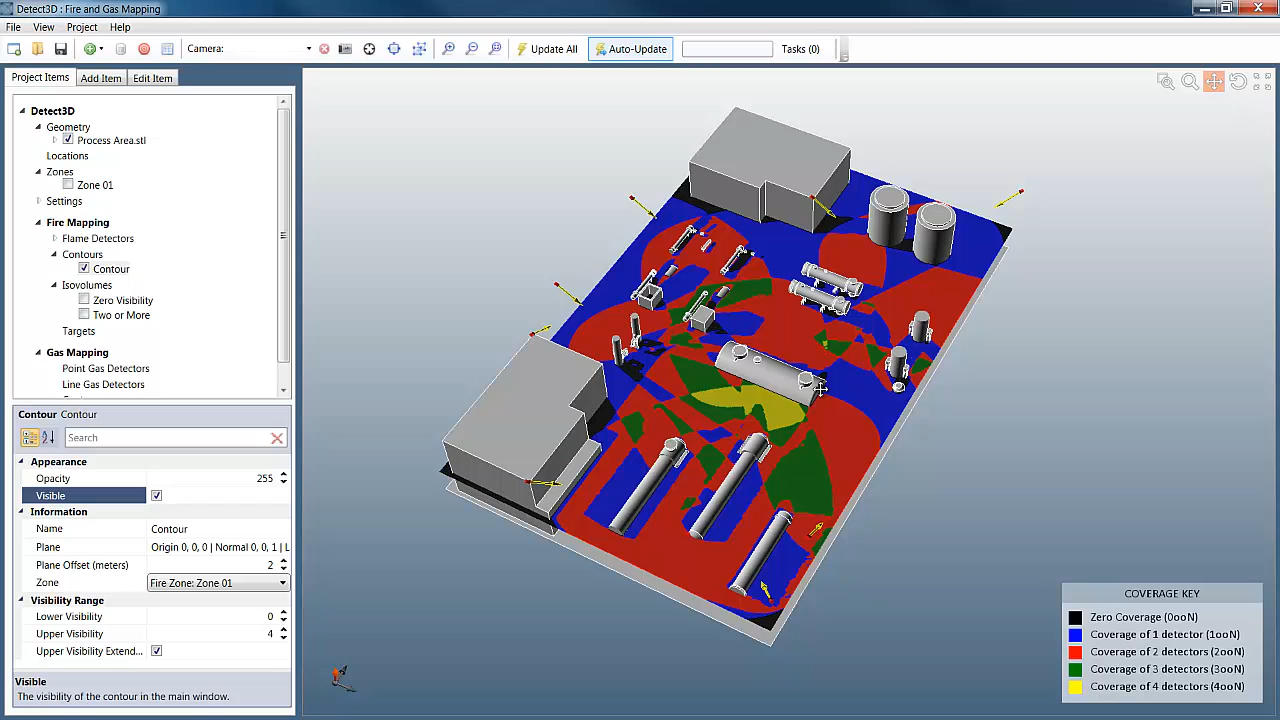 Detect3D : Fire and Gas Mapping
File View Project Help
Camera: Update All Auto-Update Tasks (0)
Project Items Add Item Edit Item
Detect3D
Geometry
Process Area.stl
Locations
Zones
Zone 01
Settings
Fire Mapping
Flame Detectors
Contours
Contour
Isovolumes
Zero Visibility
Two or More
Targets
Gas Mapping
Point Gas Detectors
Line Gas Detectors
Contour Contour
Search
Appearance
Opacity 255
Visible
Information
Name Contour
Plane Origin 0, 0, 0 | Normal 0, 0, 1 | L
Plane Offset (meters) 2
Zone Fire Zone: Zone 01
Visibility Range
Lower Visibility 0
Upper Visibility 4
Upper Visibility Extend...
Visible
The visibility of the contour in the main window.
COVERAGE KEY
Zero Coverage (0ooN)
Coverage of 1 detector (1ooN)
Coverage of 2 detectors (2ooN)
Coverage of 3 detectors (3ooN)
Coverage of 4 detectors (4ooN)